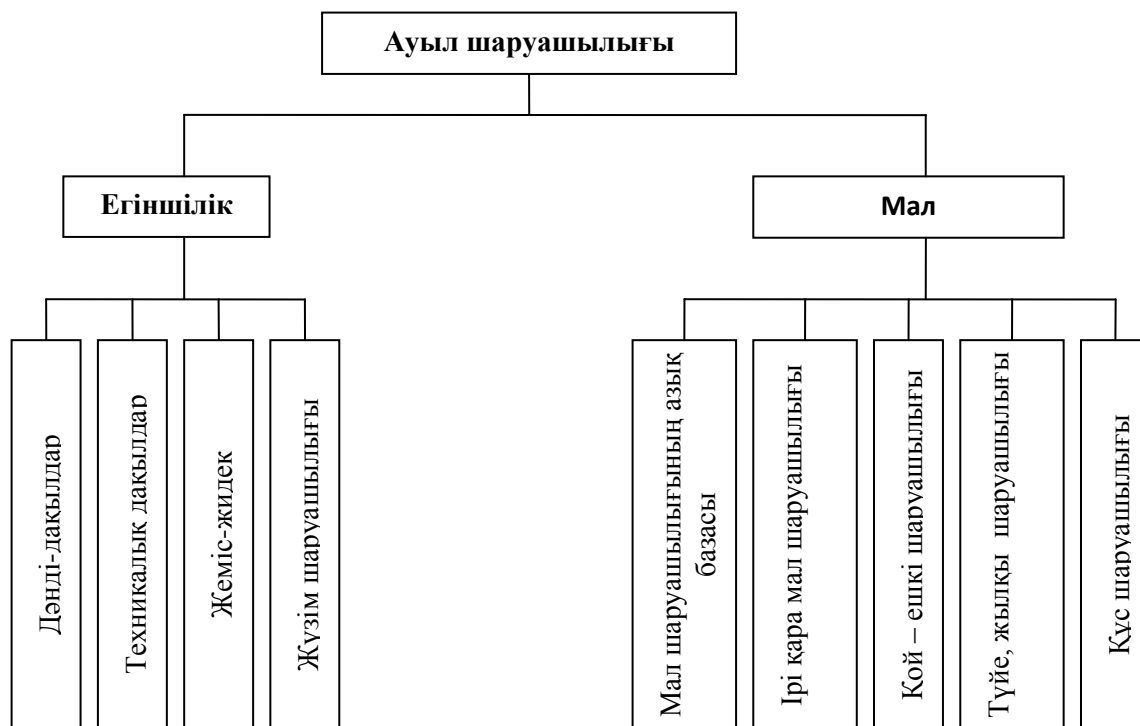 Ауыл шаруашылығы
Егіншілік
Мал
Дәнді-дақылдар
Техникалық дақылдар
Жеміс-жидек
Жүзім шаруашылығы
Мал шаруашылығының азық
базасы
Ірі қара мал шаруашылығы
Қой – ешкі шаруашылығы
Түйе, жылқы шаруашылығы
Құс шаруашылығы